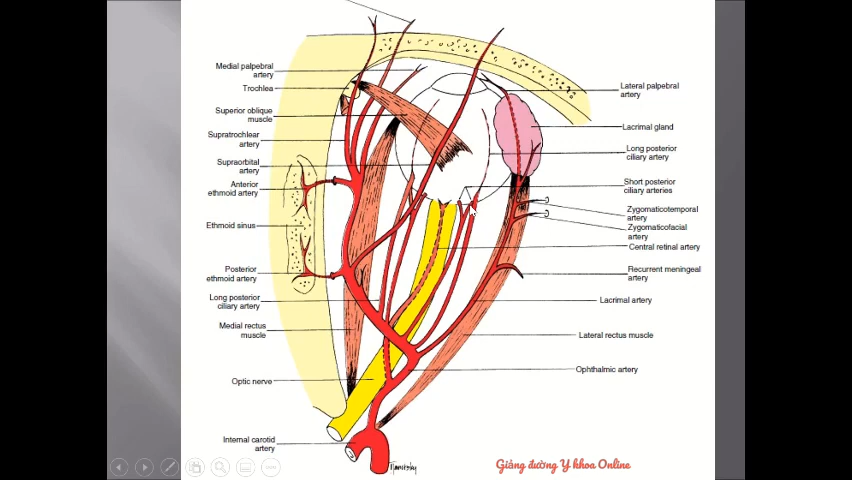 Medial palpebral
artery
Trochlea
Superior oblique
muscle
Supratrochlear
artery
Supraorbital
artery
Anterior
ethmoid artery
Ethmoid sinus
Posterior
ethmoid artery
Long posterior
ciliary artery
Medial rectus
muscle
Optic nerve
Internal carotid
artery
Lateral palpebral
artery
Lacrimal gland
Long posterior
ciliary artery
Short posterior
ciliary arteries
Zygomaticotemporal
artery
Zygomaticofacial
artery
Central retinal artery
Recurrent meningeal
artery
Lacrimal artery
Lateral rectus muscle
Ophthalmic artery
Giảng đường Y khoa Online